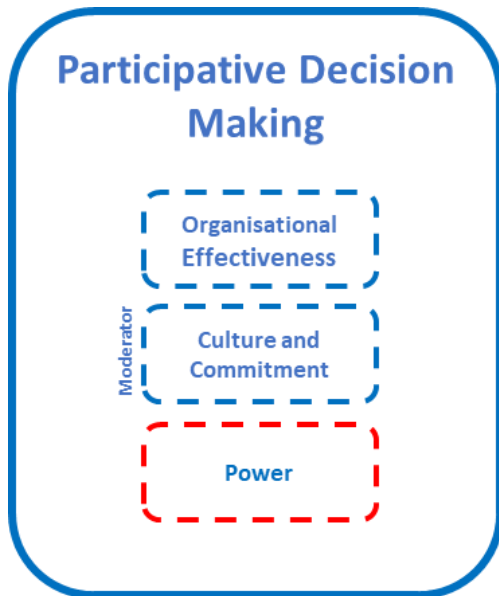 Participative Decision
Making
Organisational
Effectiveness
Moderator
Culture and
Commitment
Power